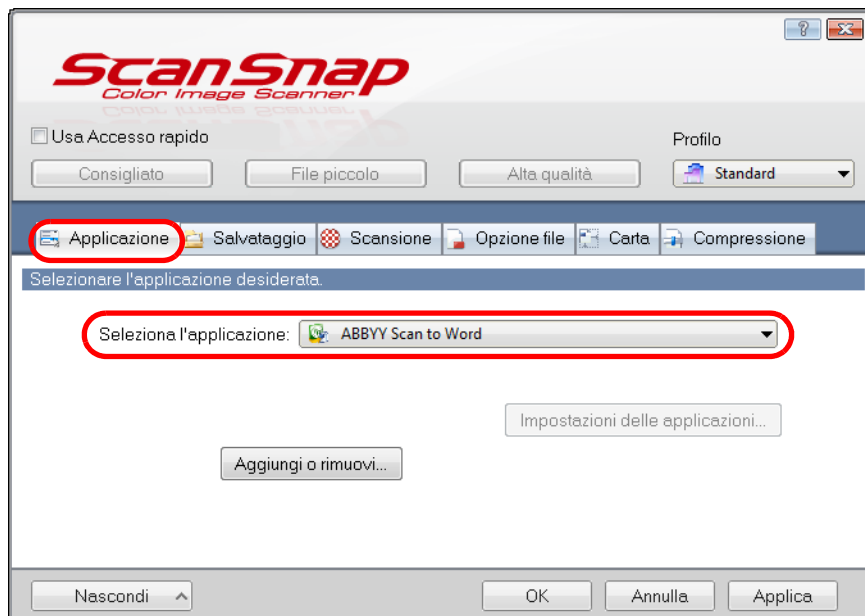 ScanSnap
Color Image Scanner
Usa Accesso rapido
Profilo
Consigliato File piccolo Alta qualità Standard
Applicazione Salvataggio Scansione Opzione file Carta Compressione
Selezionare l'applicazione desiderata.
Seleziona l'applicazione: ABBYY Scan to Word
Impostazioni delle applicazioni...
Aggiungi o rimuovi...
Nascondi OK Annulla Applica